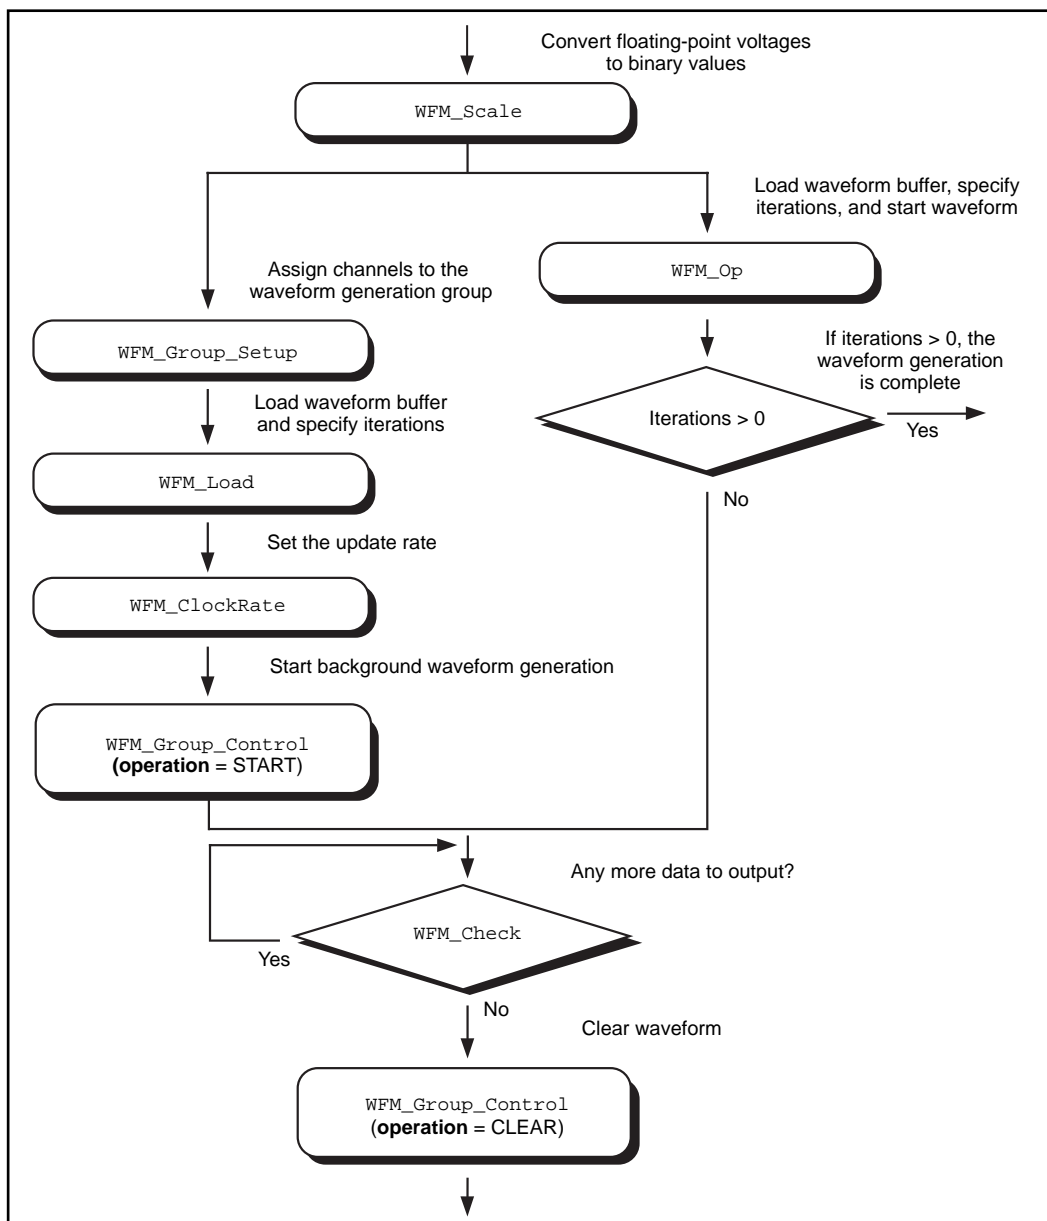 Convert floating-point voltages
to binary values
WFM_Scale
Load waveform buffer, specify
iterations, and start waveform
WFM_Op
Assign channels to the
waveform generation group
WFM_Group_Setup
If iterations > 0, the
waveform generation
is complete
Iterations > 0
Yes
Load waveform buffer
and specify iterations
WFM_Load
No
Set the update rate
WFM_ClockRate
Start background waveform generation
WFM_Group_Control
(operation = START)
Any more data to output?
WFM_Check
Yes
No
Clear waveform
WFM_Group_Control
(operation = CLEAR)